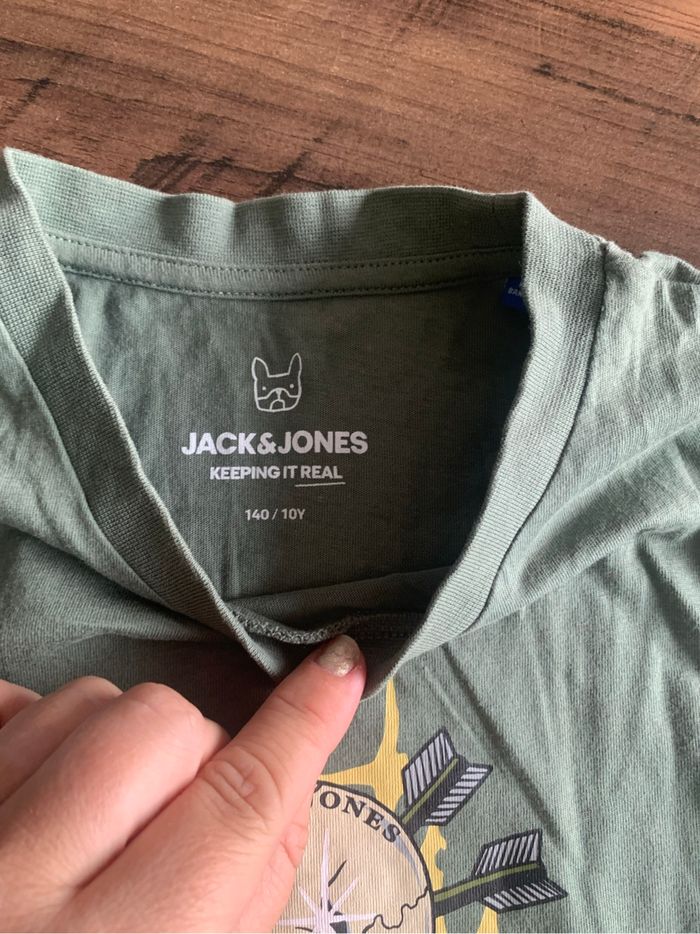 JACK&JONES
KEEPING IT REAL
140 / 10Y
JONES